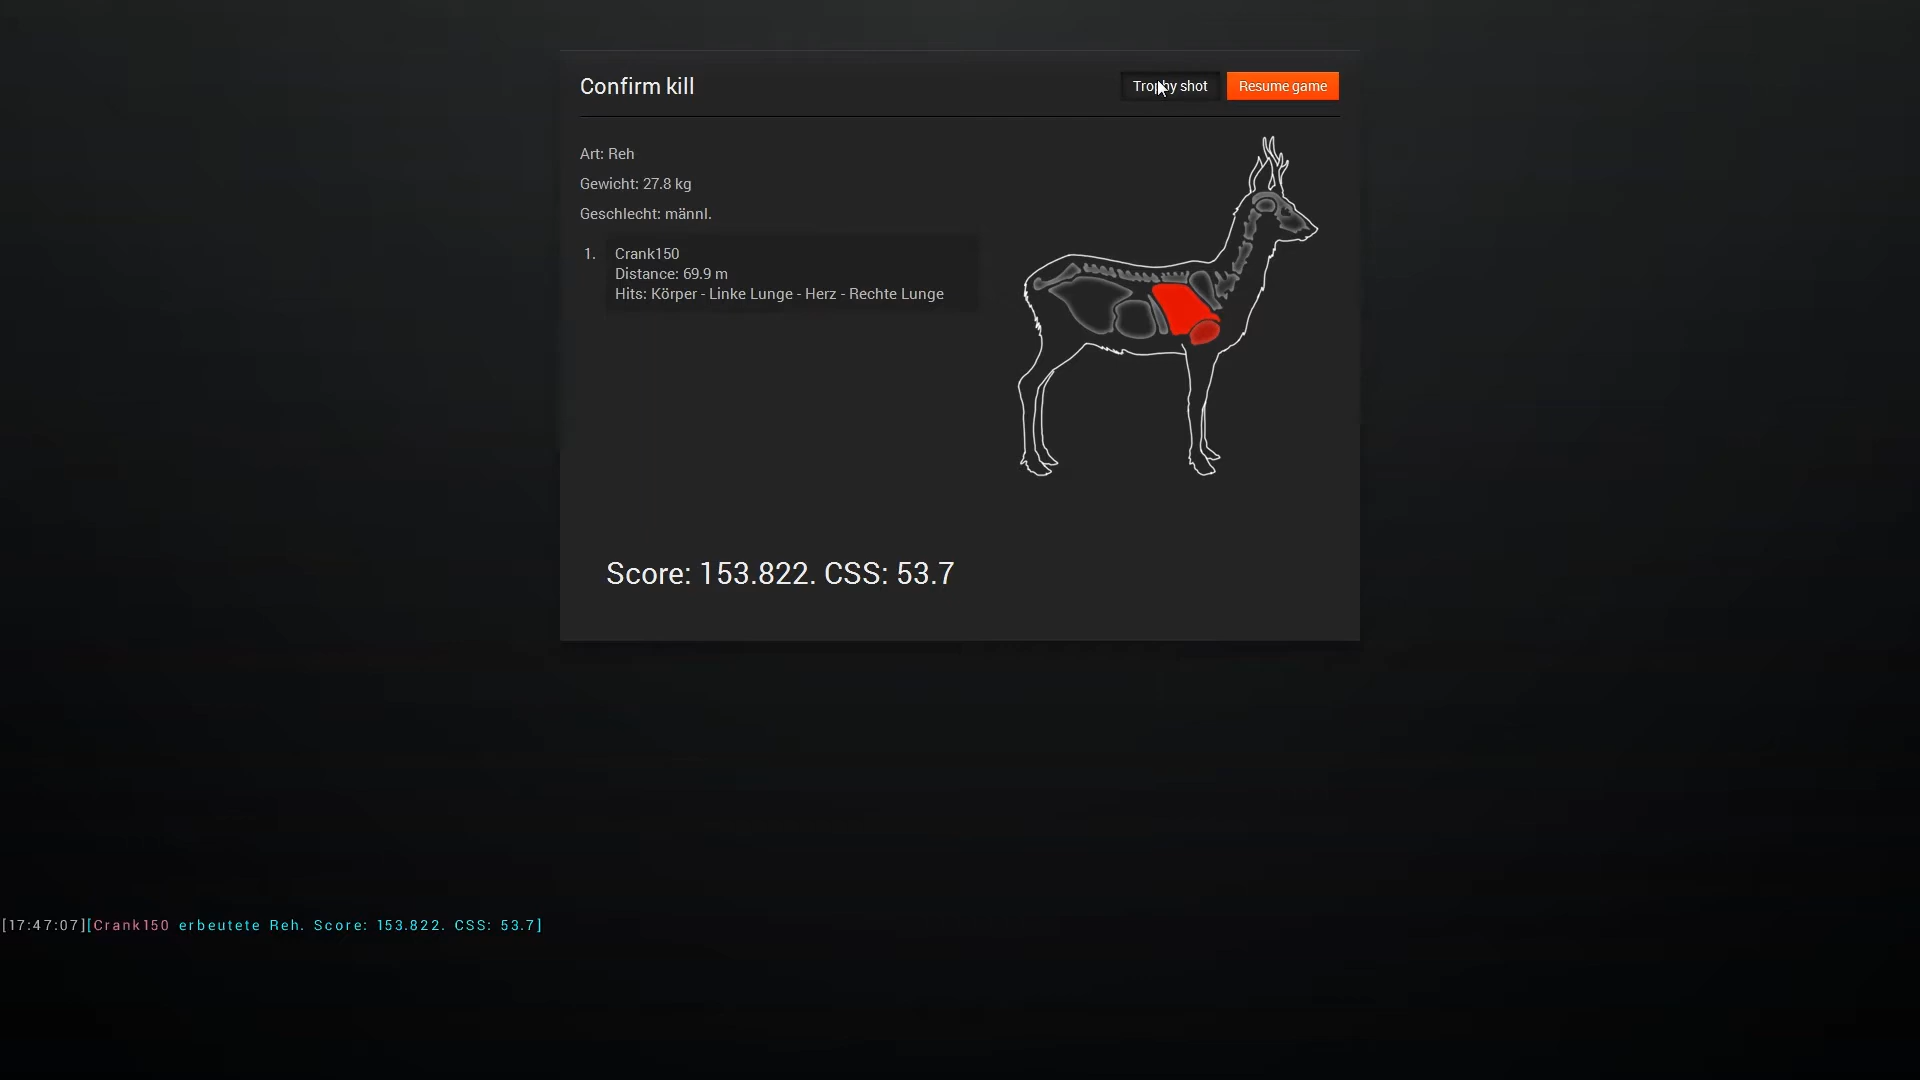 Confirm kill
Trophy shot
Resume game
Art: Reh
Gewicht: 27.8 kg
Geschlecht: männl.
1. Crank150
Distance: 69.9 m
Hits: Körper - Linke Lunge - Herz - Rechte Lunge
Score: 153.822. CSS: 53.7
[17:47:07][Crank150 erbeutete Reh. Score: 153.822. CSS: 53.7]